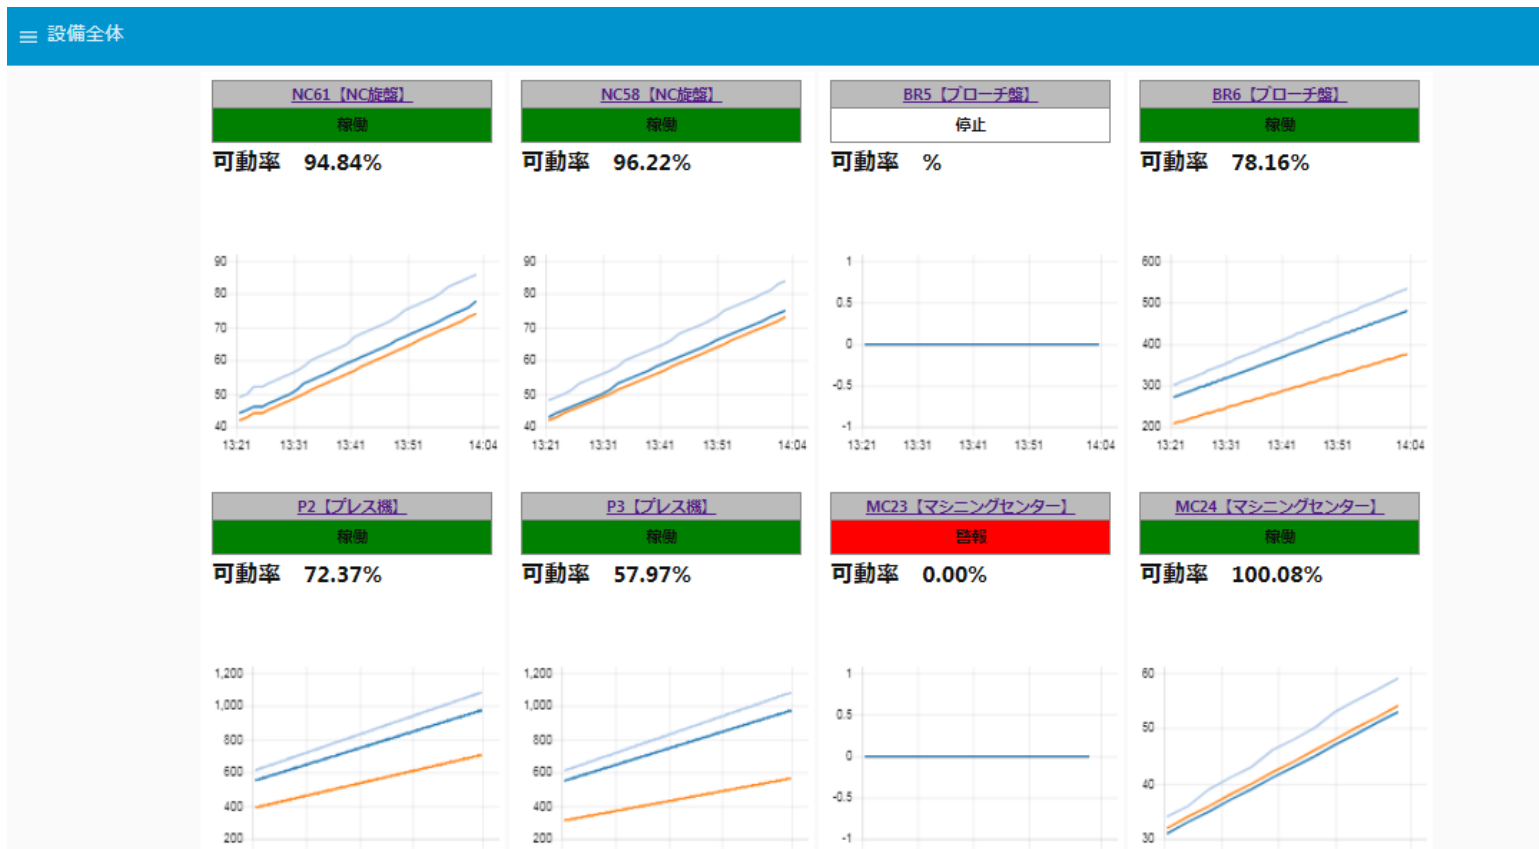 設備全体
NC61【NC旋盤】
稼働
可動率 94.84%
90
80
70
60
50
40
13:21 13:31 13:41 13:51 14:04
NC58【NC旋盤】
稼働
可動率 96.22%
90
80
70
60
50
40
13:21 13:31 13:41 13:51 14:04
BR5【ブローチ盤】
停止
可動率 %
1
0.5
0
-0.5
-1
13:21 13:31 13:41 13:51 14:04
BR6【ブローチ盤】
稼働
可動率 78.16%
600
500
400
300
200
13:21 13:31 13:41 13:51 14:04
P2【プレス機】
稼働
可動率 72.37%
1,200
1,000
800
600
400
200
P3【プレス機】
稼働
可動率 57.97%
1,200
1,000
800
600
400
200
MC23【マシニングセンター】
警報
可動率 0.00%
1
0.5
0
-0.5
-1
MC24【マシニングセンター】
稼働
可動率 100.08%
60
50
40
30